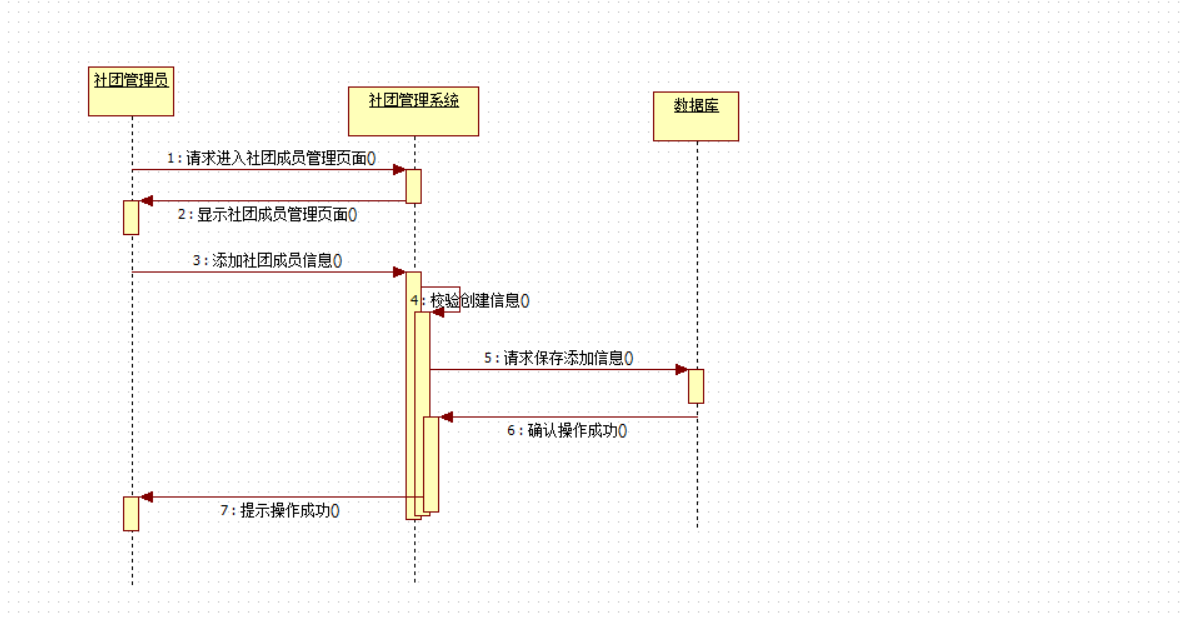 社团管理员
社团管理系统
数据库
1:请求进入社团成员管理页面()
2:显示社团成员管理页面()
3:添加社团成员信息()
4:校验创建信息()
5:请求保存添加信息()
6:确认操作成功()
7:提示操作成功()